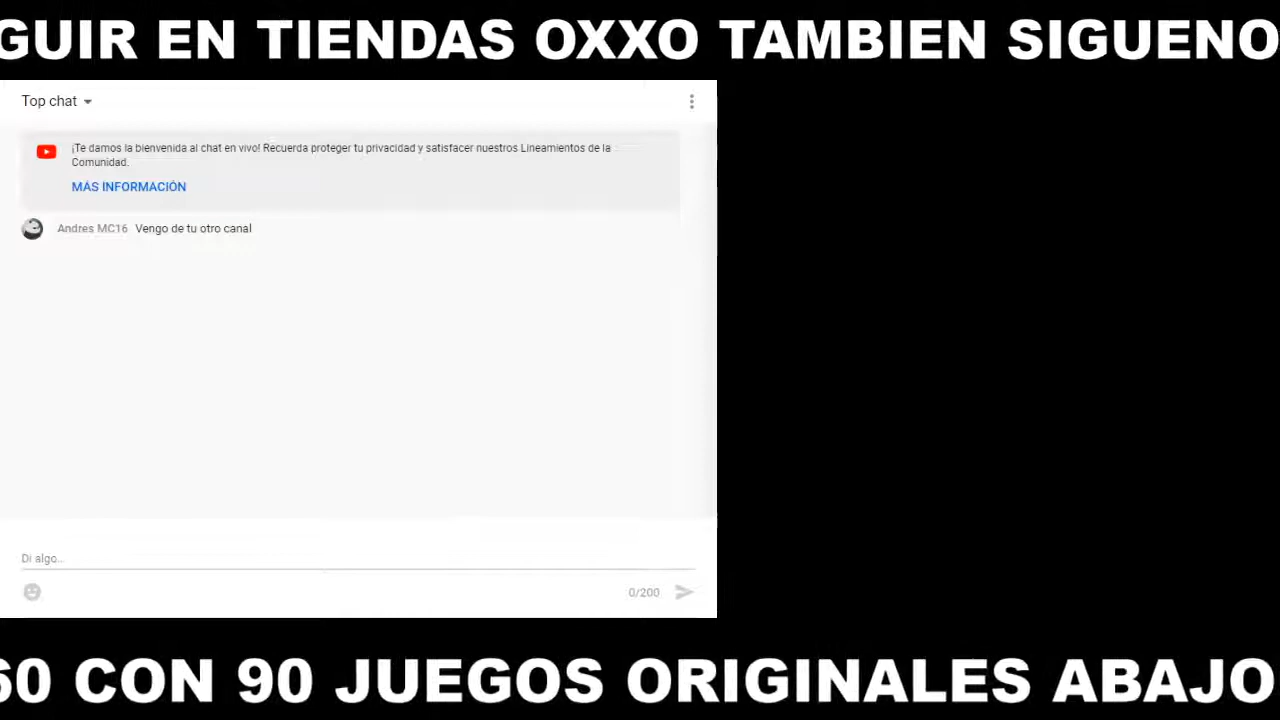 GUIR EN TIENDAS OXXO TAMBIEN SIGUENO
Top chat
¡Te damos la bienvenida al chat en vivo! Recuerda proteger tu privacidad y satisfacer nuestros Lineamientos de la
Comunidad.
MÁS INFORMACIÓN
Andres MC16 Vengo de tu otro canal
Di algo...
0/200
60 CON 90 JUEGOS ORIGINALES ABAJO